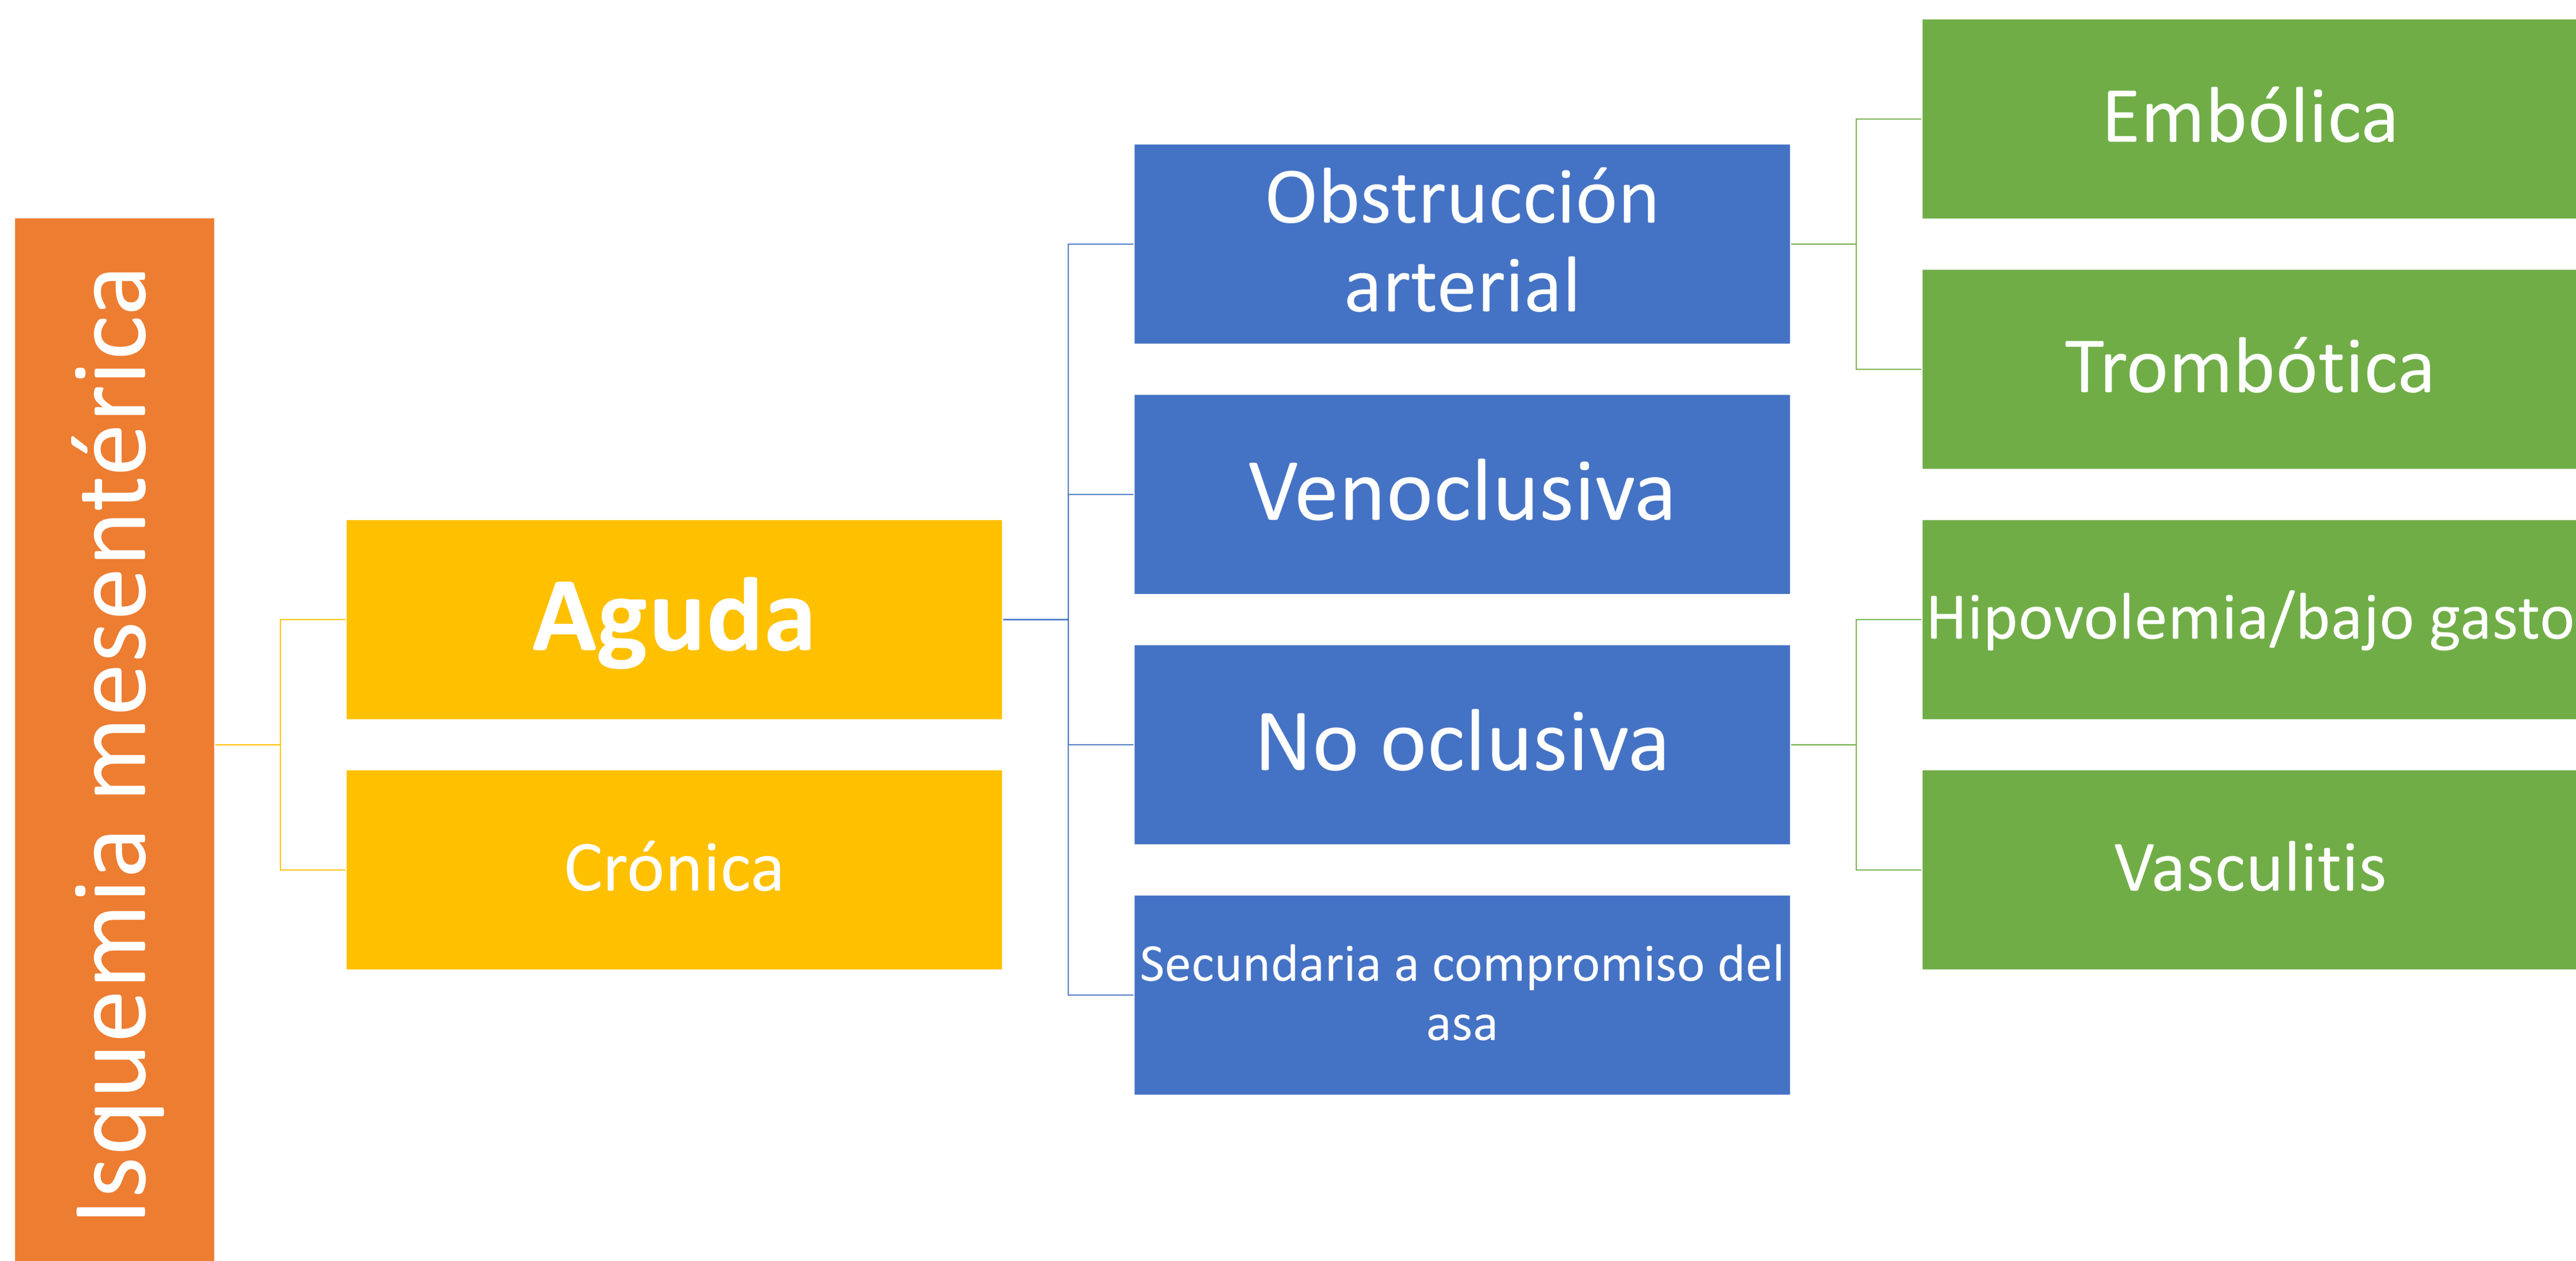 Isquemia mesentérica
Aguda
Crónica
Obstrucción
arterial
Venoclusiva
No oclusiva
Secundaria a compromiso del
asa
Embólica
Trombótica
Hipovolemia/bajo gasto
Vasculitis